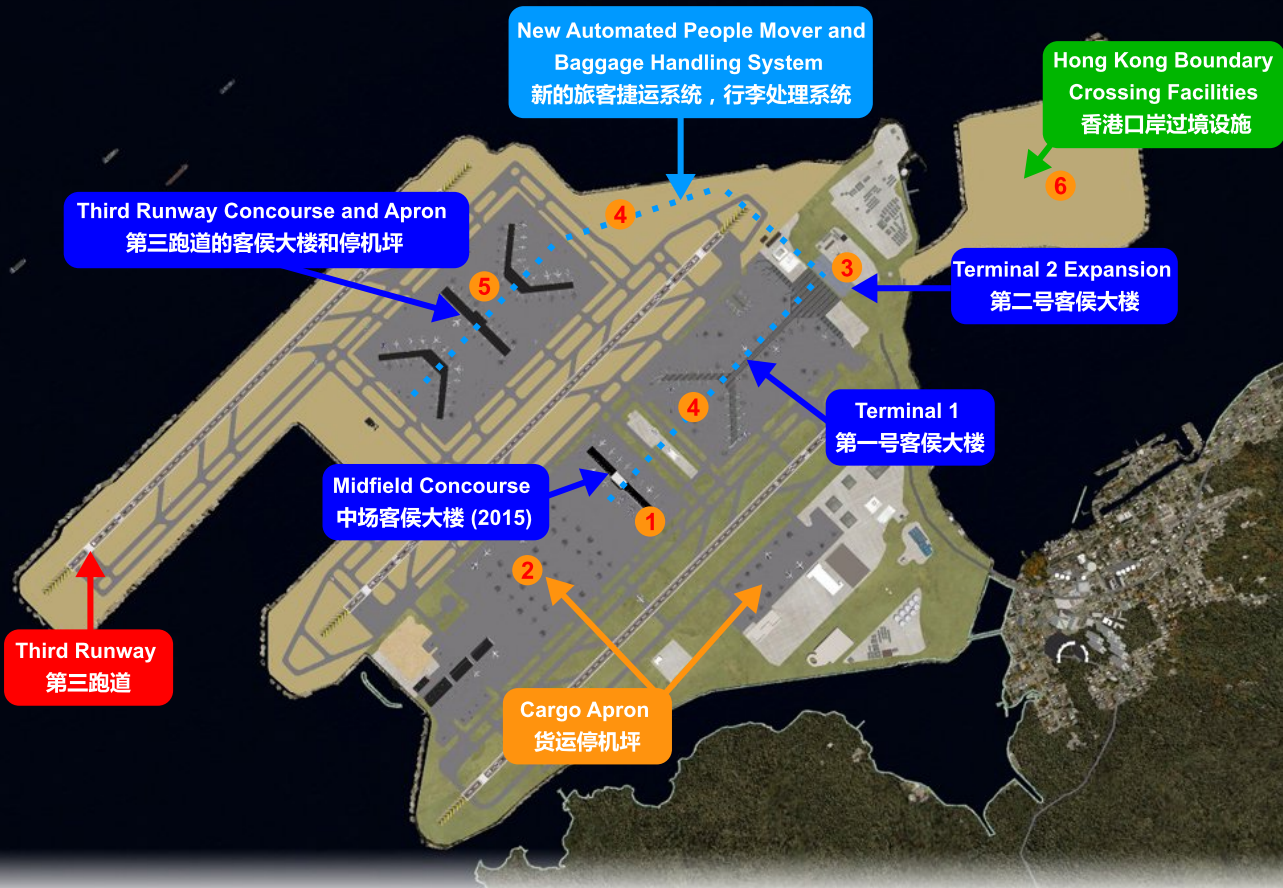 New Automated People Mover and
Baggage Handling System
新的旅客捷运系统，行李处理系统
Hong Kong Boundary
Crossing Facilities
香港口岸过境设施
6
Third Runway Concourse and Apron
第三跑道的客侯大楼和停机坪
4
3
Terminal 2 Expansion
第二号客侯大楼
5
Terminal 1
第一号客侯大楼
4
Midfield Concourse
中场客侯大楼 (2015)
1
2
Third Runway
第三跑道
Cargo Apron
货运停机坪